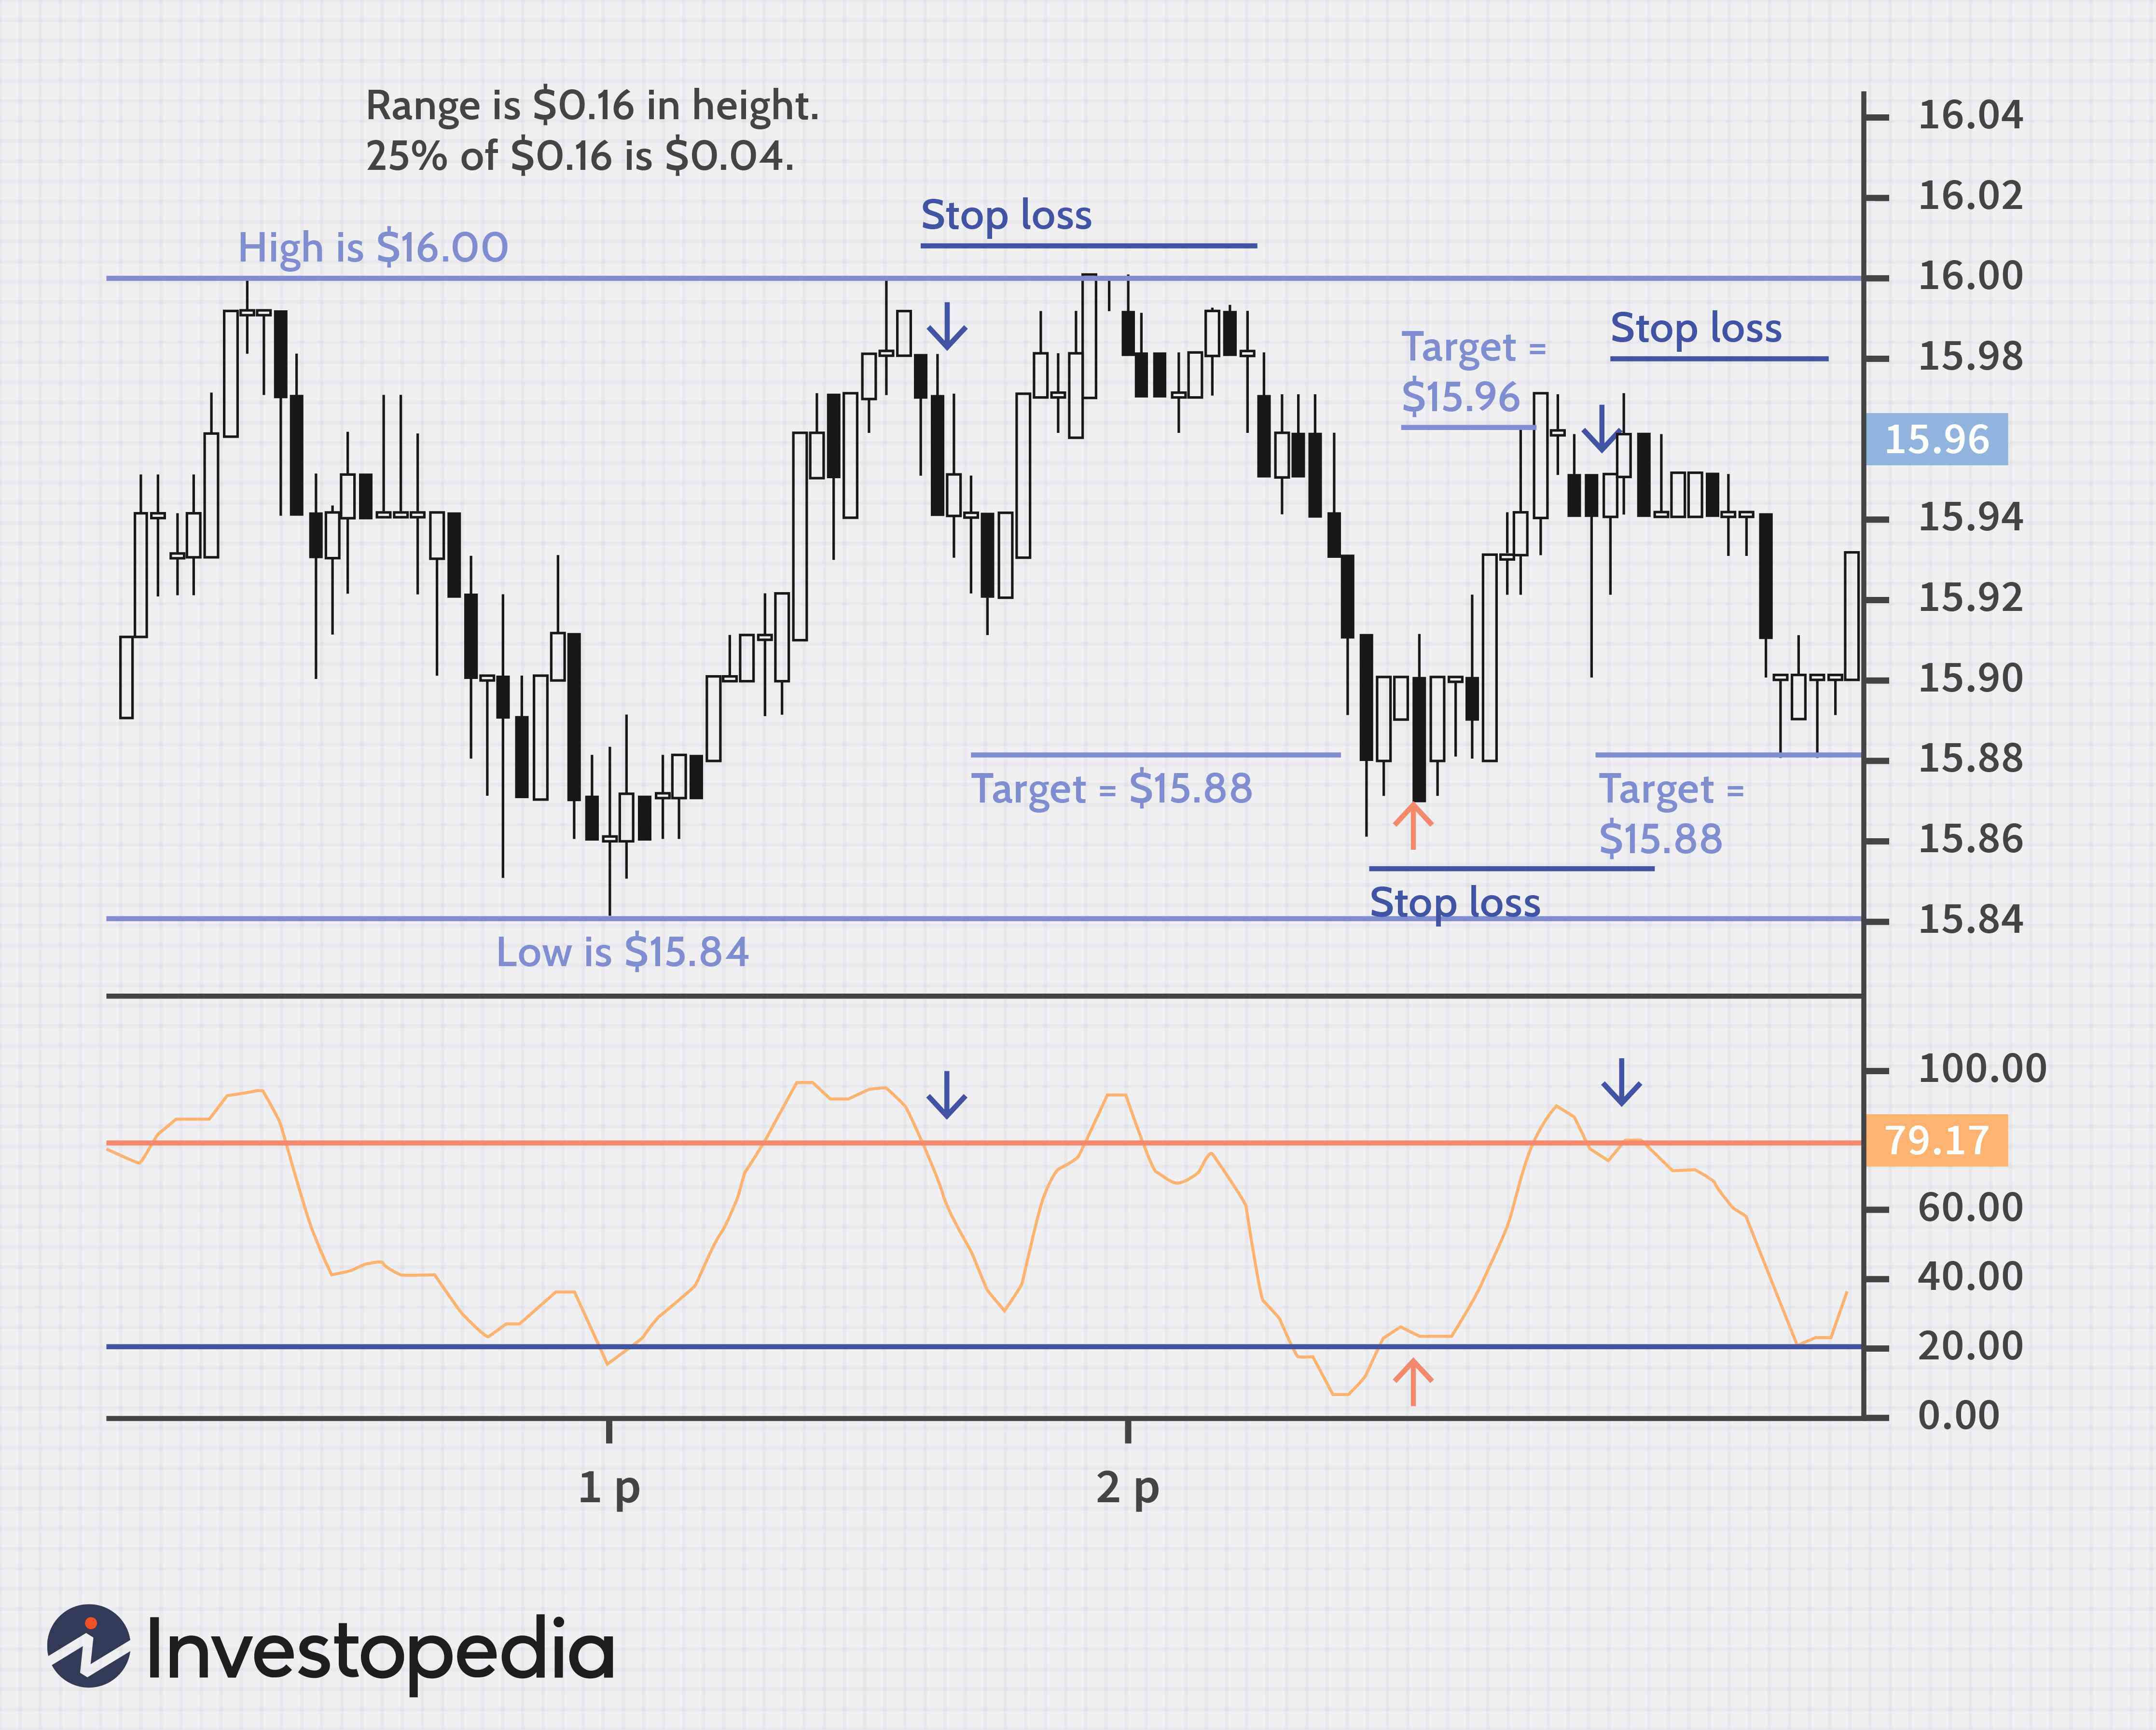 Range is $0.16 in height.
25% of $0.16 is $0.04.
High is $16.00
Stop loss
Target =
$15.96
Stop loss
Target = $15.88
Target =
$15.88
Stop loss
Low is $15.84
16.04
16.02
16.00
15.98
15.96
15.94
15.92
15.90
15.88
15.86
15.84
100.00
79.17
60.00
40.00
20.00
0.00
1 p
2 p
Investopedia